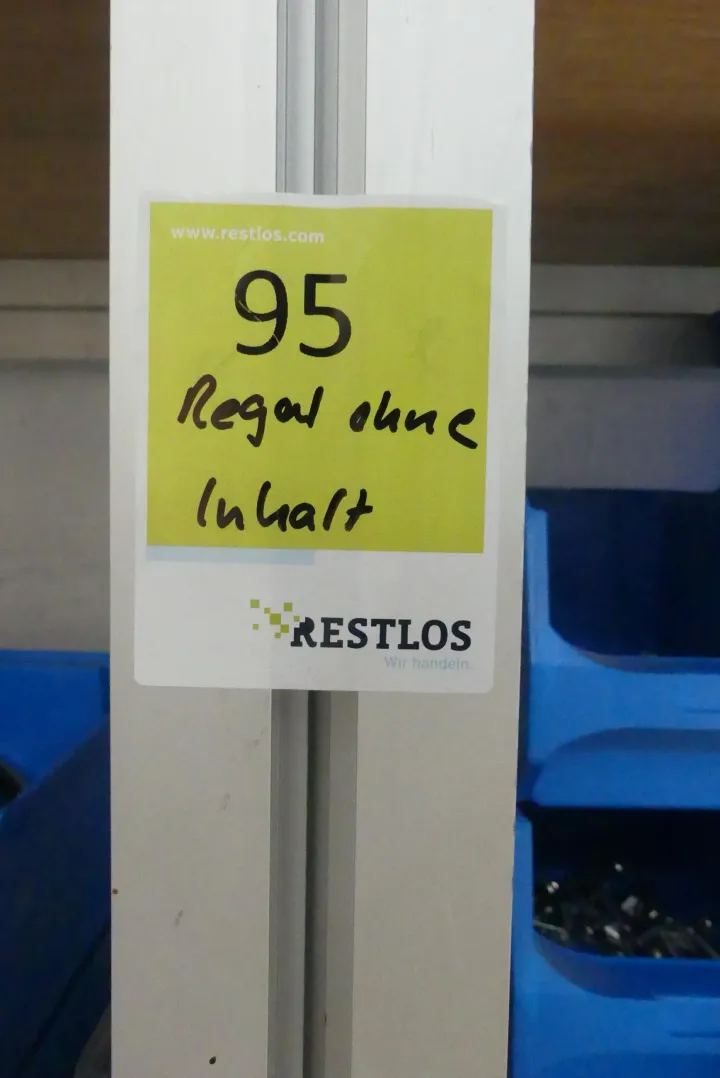 www.restlos.com
95
Regal ohne
Inhalt
RESTLOS
Wir handeln.